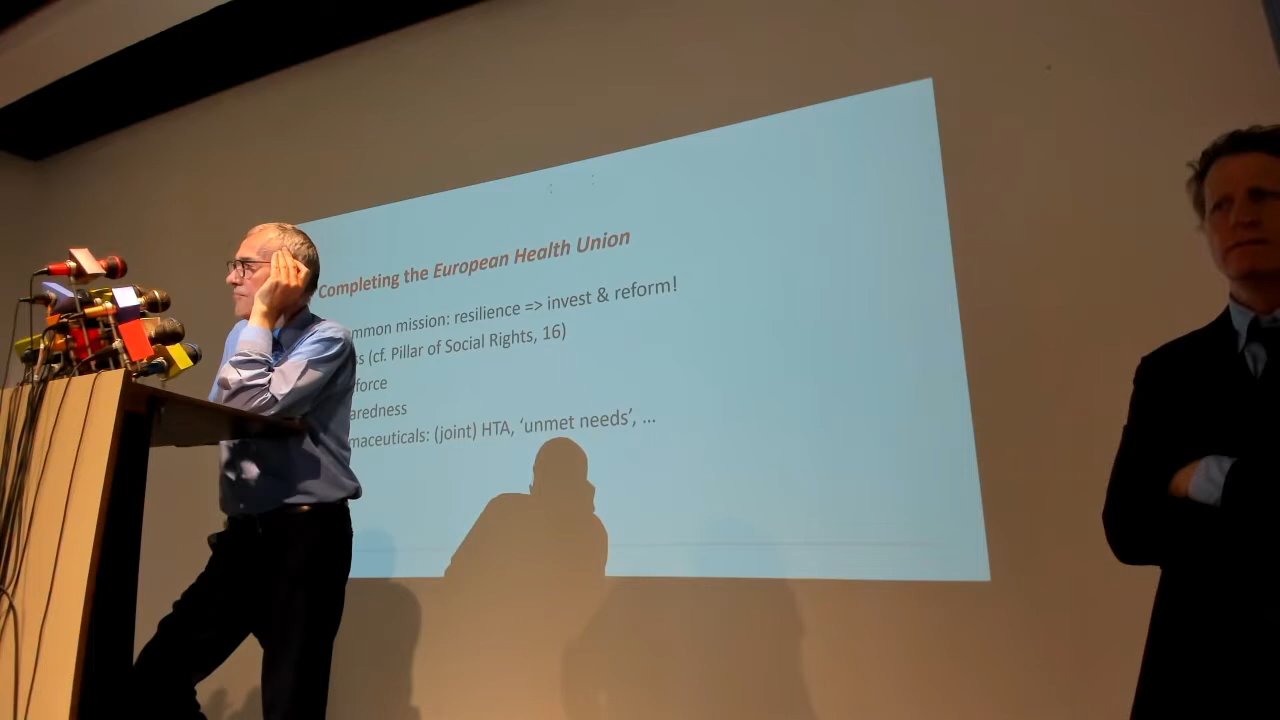 Completing the European Health Union
mmon mission: resilience => invest & reform!
ss (cf. Pillar of Social Rights, 16)
force
aredness
maceuticals: (joint) HTA, ‘unmet needs’, ...